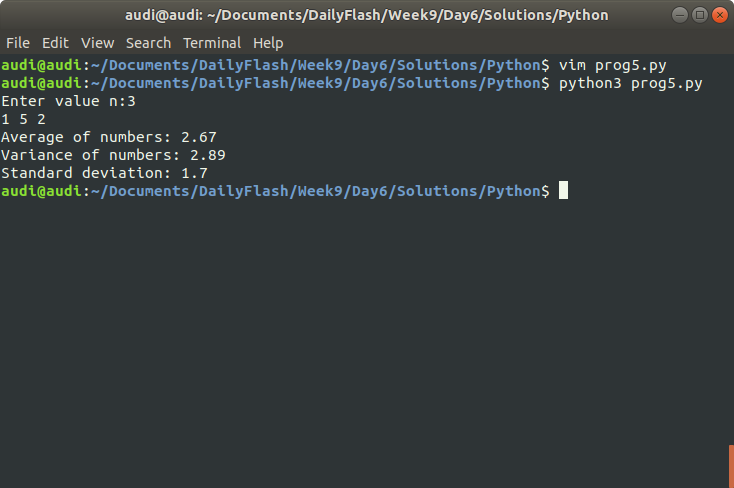 audi@audi: ~/Documents/DailyFlash/Week9/Day6/Solutions/Python
File Edit View Search Terminal Help
audi@audi:~/Documents/DailyFlash/Week9/Day6/Solutions/Python$ vim prog5.py
audi@audi:~/Documents/DailyFlash/Week9/Day6/Solutions/Python$ python3 prog5.py
Enter value n:3
1 5 2
Average of numbers: 2.67
Variance of numbers: 2.89
Standard deviation: 1.7
audi@audi:~/Documents/DailyFlash/Week9/Day6/Solutions/Python$